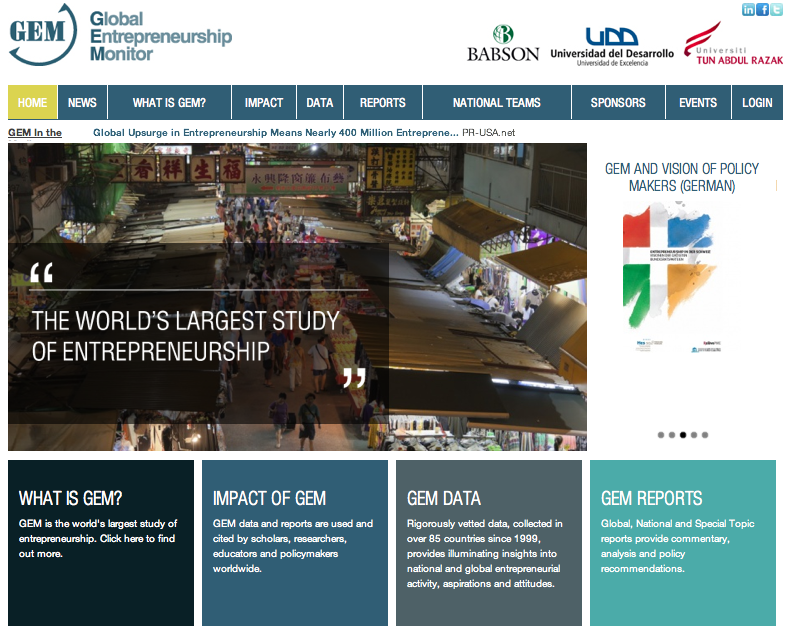 GEM
Global
Entrepreneurship
Monitor
in f t
BABSON
UDD
Universidad del Desarrollo
Universidad de Excelencia
Universiti
TUN ABDUL RAZAK
HOME NEWS WHAT IS GEM? IMPACT DATA REPORTS NATIONAL TEAMS SPONSORS EVENTS LOGIN
GEM In the
Global Upsurge in Entrepreneurship Means Nearly 400 Million Entreprene... PR-USA.net
福生祥香
“
THE WORLD'S LARGEST STUDY
OF ENTREPRENEURSHIP
”
GEM AND VISION OF POLICY
MAKERS (GERMAN)
WHAT IS GEM?
GEM is the world's largest study of
entrepreneurship. Click here to find
out more.
IMPACT OF GEM
GEM data and reports are used and
cited by scholars, researchers,
educators and policymakers
worldwide.
GEM DATA
Rigorously vetted data, collected in
over 85 countries since 1999,
provides illuminating insights into
national and global entrepreneurial
activity, aspirations and attitudes.
GEM REPORTS
Global, National and Special Topic
reports provide commentary,
analysis and policy
recommendations.